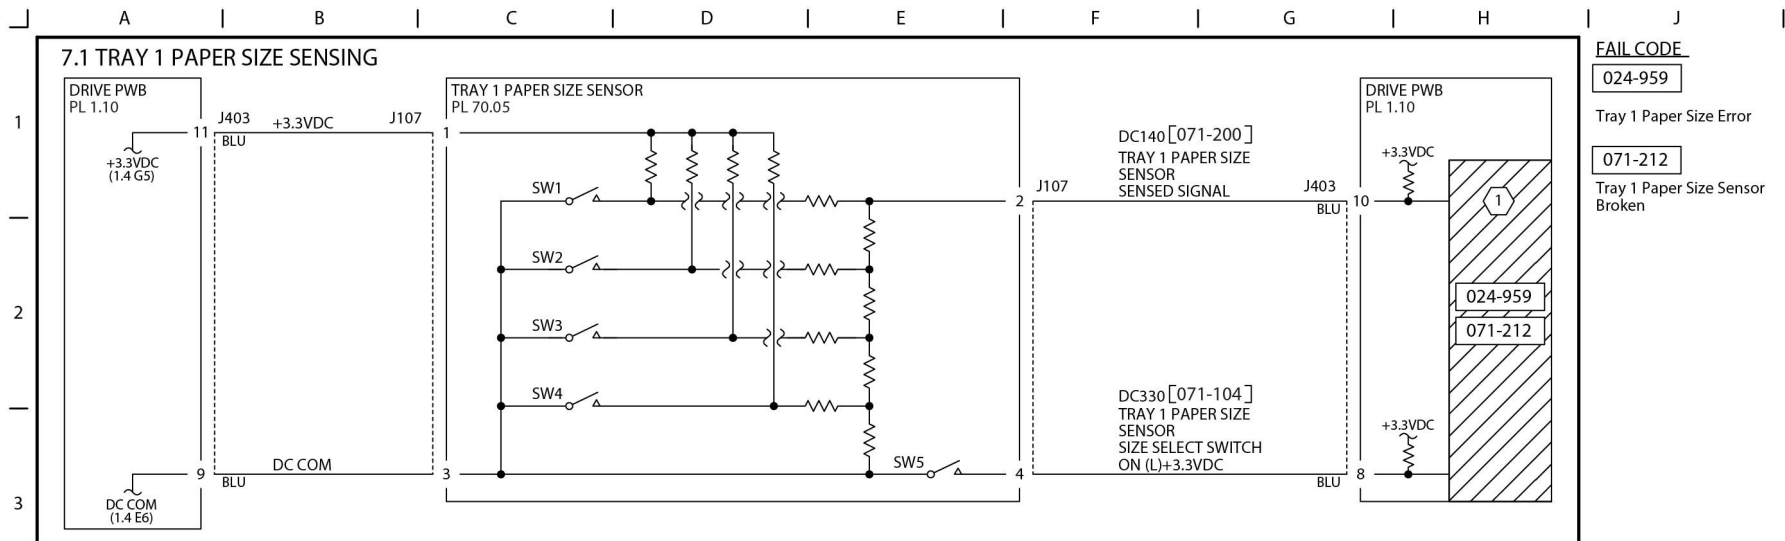 A B C D E F G H J
7.1 TRAY 1 PAPER SIZE SENSING
FAIL CODE
024-959
Tray 1 Paper Size Error
071-212
Tray 1 Paper Size Sensor
Broken
1
2
3
DRIVE PWB
PL 1.10
+3.3VDC
(1.4 G5)
11
J403
BLU
+3.3VDC
J107
1
DC COM
(1.4 E6)
9
BLU
DC COM
3
TRAY 1 PAPER SIZE SENSOR
PL 70.05
SW1
SW2
SW3
SW4
SW5
2
J107
4
DC140 [071-200]
TRAY 1 PAPER SIZE
SENSOR
SENSED SIGNAL
J403
BLU
10
DC330 [071-104]
TRAY 1 PAPER SIZE
SENSOR
SIZE SELECT SWITCH
ON (L)+3.3VDC
BLU
8
DRIVE PWB
PL 1.10
+3.3VDC
1
024-959
071-212
+3.3VDC